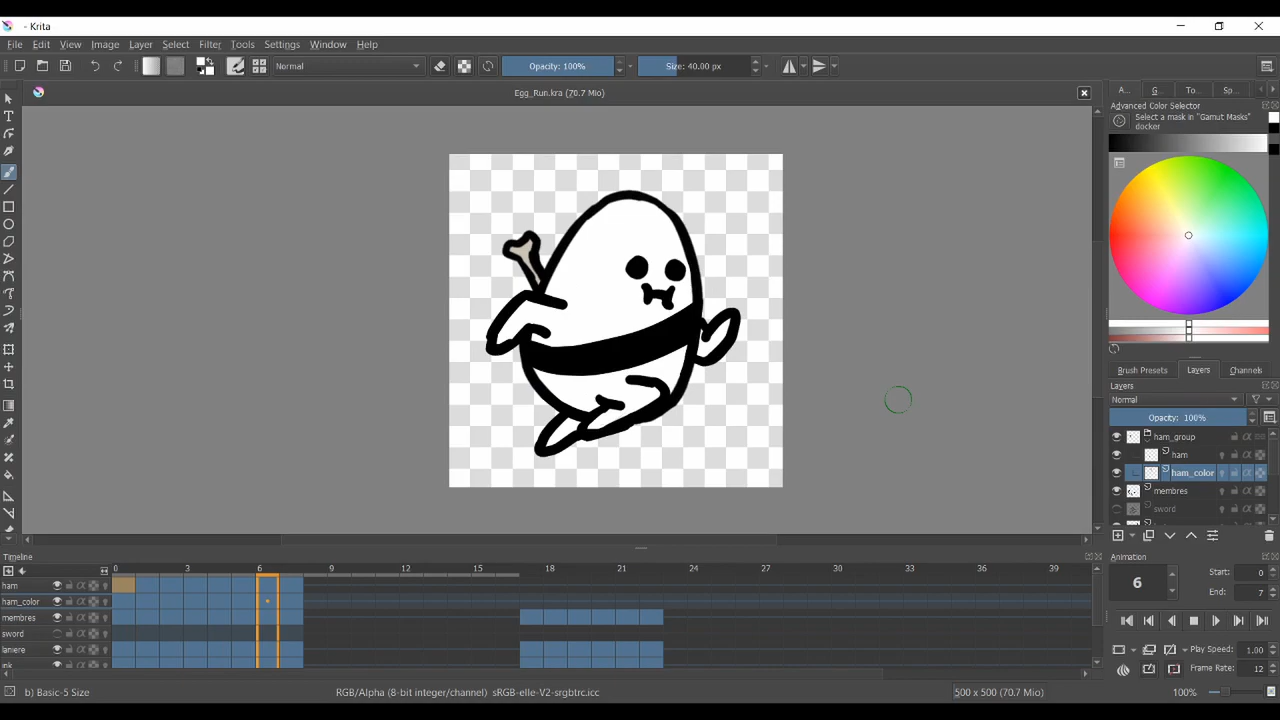 - Krita
File Edit View Image Layer Select Filter Tools Settings Window Help
Normal Opacity: 100% Size: 40.00 px
Egg_Run.kra (70.7 Mio)
A... G... To... Sp...
Advanced Color Selector
Select a mask in "Gamut Masks"
docker
Brush Presets Layers Channels
Layers
Normal
Opacity: 100%
ham_group
ham
ham_color
membres
sword
Timeline
0 3 6 9 12 15 18 21 24 27 30 33 36 39
ham
ham_color
membres
sword
laniere
ink
Animation
6
Start: 0
End: 7
Play Speed: 1.00
Frame Rate: 12
b) Basic-5 Size
RGB/Alpha (8-bit integer/channel) sRGB-elle-V2-srgbtrc.icc
500 x 500 (70.7 Mio)
100%